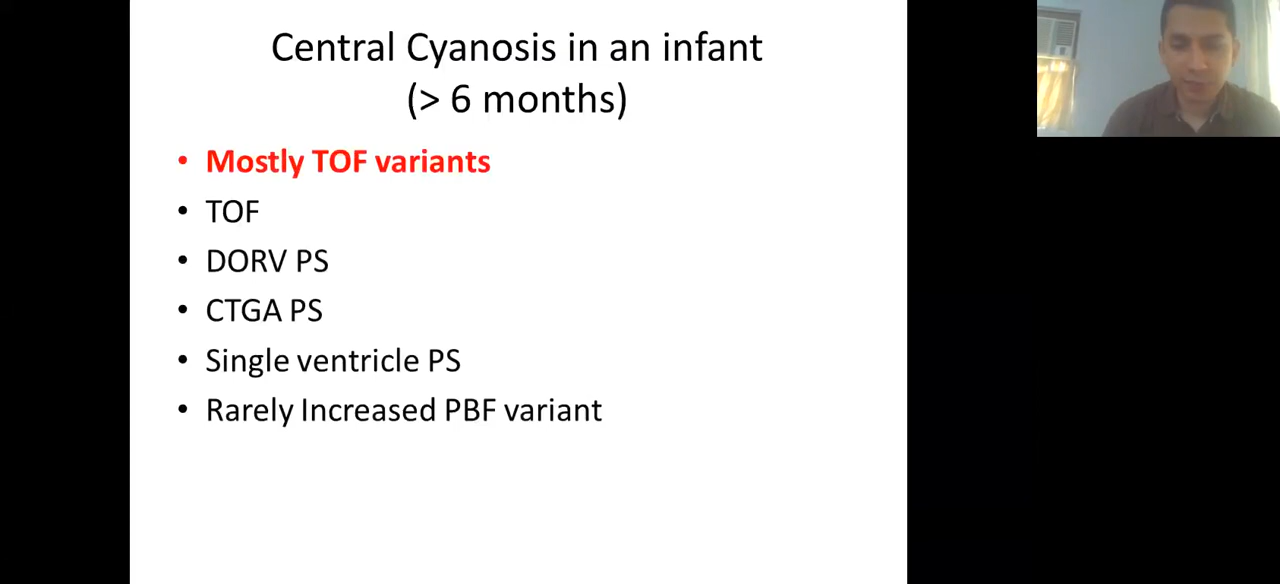 Central Cyanosis in an infant
(> 6 months)
• Mostly TOF variants
• TOF
• DORV PS
• CTGA PS
• Single ventricle PS
• Rarely Increased PBF variant